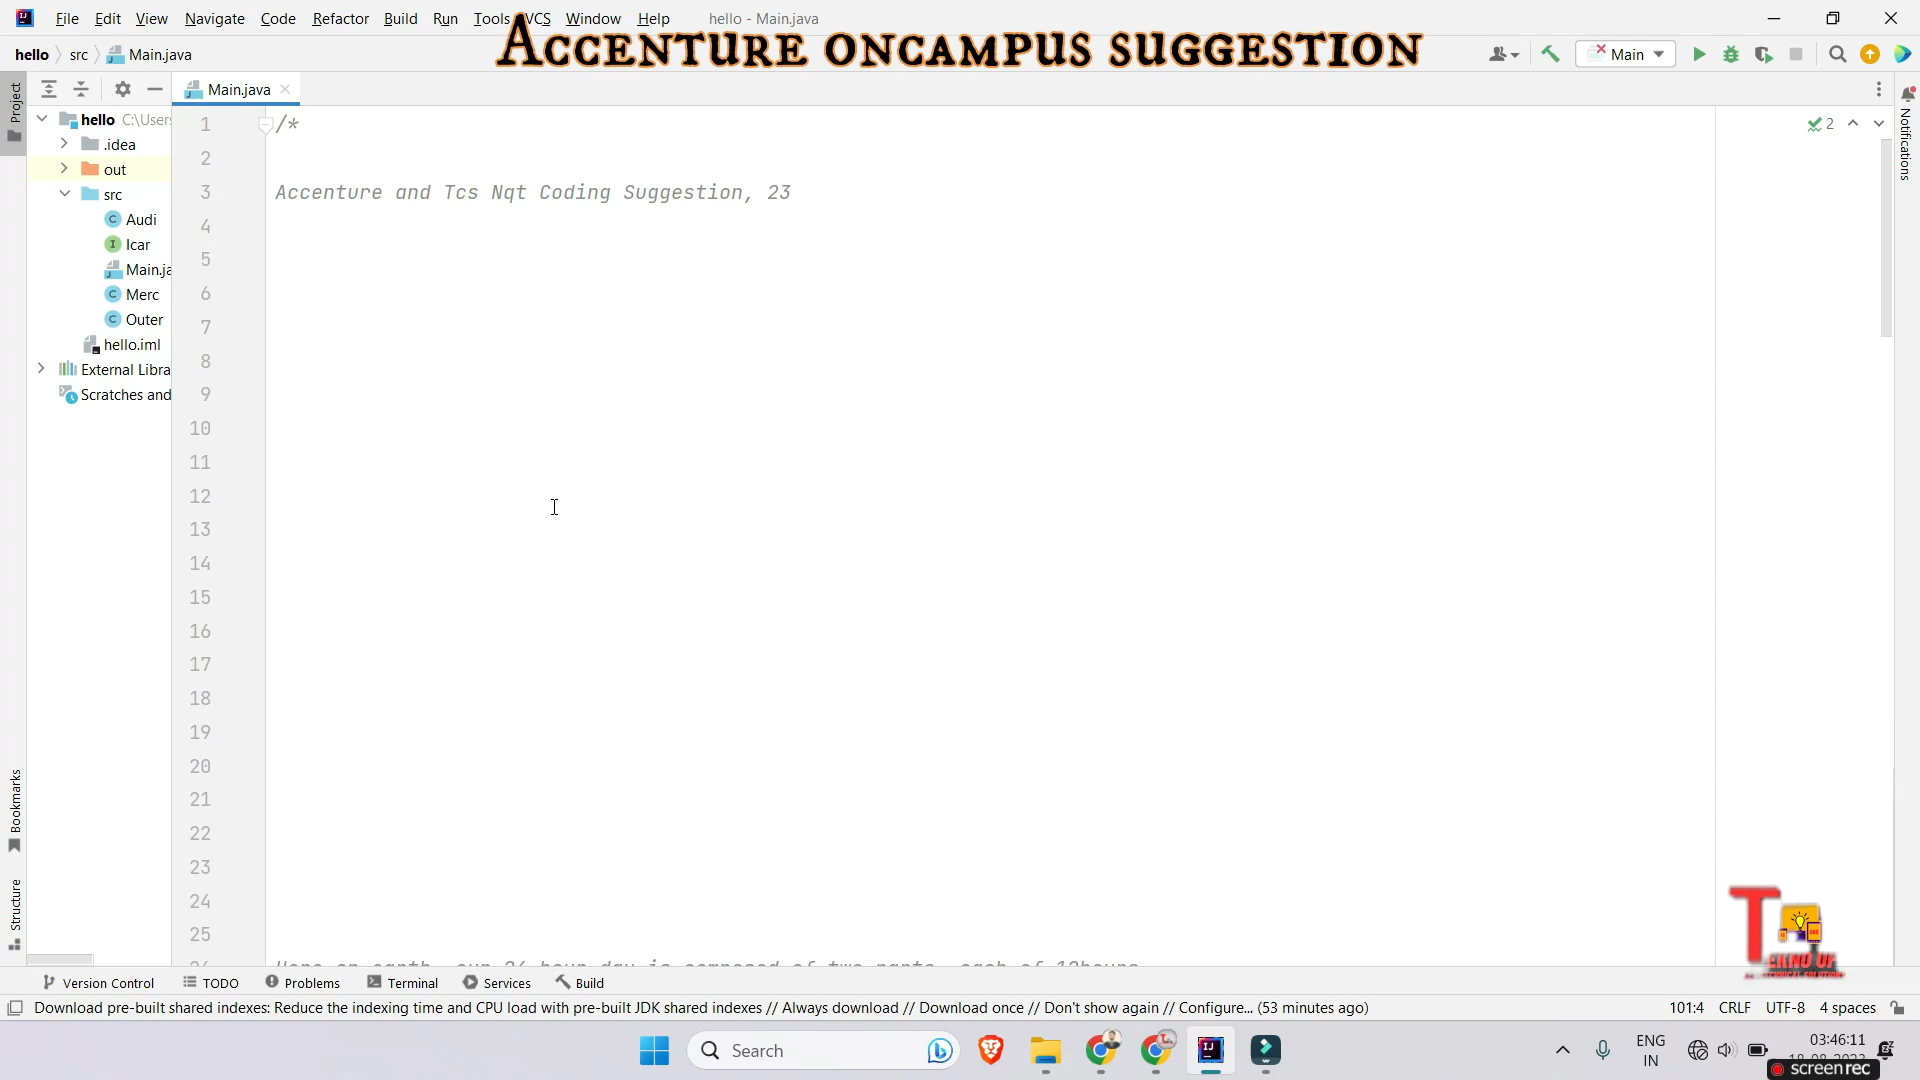 File Edit View Navigate Code Refactor Build Run Tools VCS Window Help hello - Main.java
ACCENTURE ONCAMPUS SUGGESTION
hello src Main.java
Main
Project
Main.java
Notifications
hello C:\Users
.idea
out
src
Audi
Icar
Main.ja
Merc
Outer
hello.iml
External Libra
Scratches and
1 /*
2
2
3 Accenture and Tcs Nqt Coding Suggestion, 23
4
5
6
7
8
9
10
11
12
13
14
15
16
17
18
19
20
21
22
23
24
25
Bookmarks
Structure
Version Control TODO Problems Terminal Services Build
Download pre-built shared indexes: Reduce the indexing time and CPU load with pre-built JDK shared indexes // Always download // Download once // Don't show again // Configure... (53 minutes ago) 101:4 CRLF UTF-8 4 spaces
Search
ENG
IN
03:46:11
screenrec